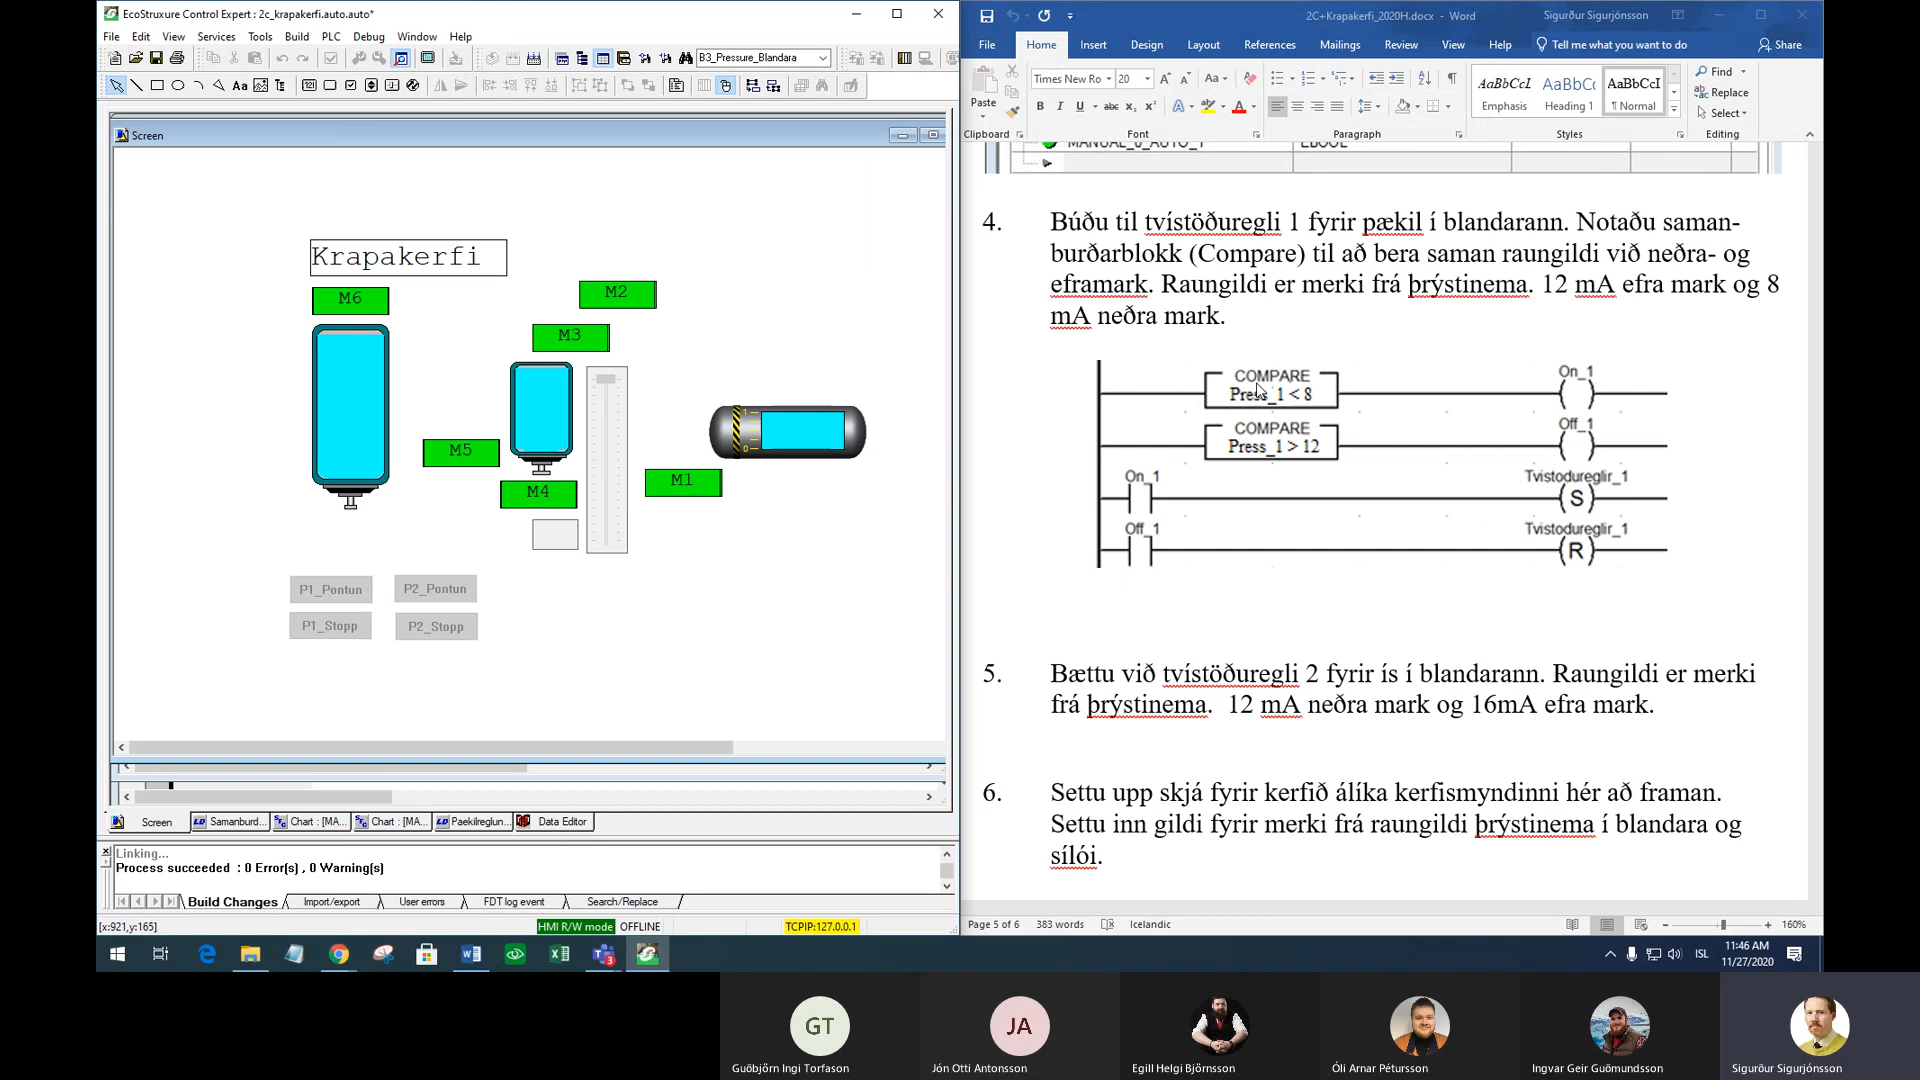 EcoStruxure Control Expert : 2c_krapakerfi.auto.auto*
File Edit View Services Tools Build PLC Debug Window Help
B3_Pressure_Blandara
Aa
Screen
Krapakerfi
M6
M2
M3
M5
M4
M1
1
0
P1_Pontun P2_Pontun
P1_Stopp P2_Stopp
Screen Samanburd... Chart : [MA... Chart : [MA... Paekilreglun... Data Editor
Linking...
Process succeeded : 0 Error(s) , 0 Warning(s)
Build Changes Import/export User errors FDT log event Search/Replace
[x:921,y:165] HMI R/W mode OFFLINE TCPIP:127.0.0.1
2C+Krapakerfi_2020H.docx - Word Sigurður Sigurjónsson
File Home Insert Design Layout References Mailings Review View Help Tell me what you want to do Share
Paste
Times New Ro 20 Aa
B I U abc x₂ x² A A
AaBbCcI AaBbCc AaBbCcI
Emphasis Heading 1 ¶ Normal
Find
Replace
Select
Clipboard Font Paragraph Styles Editing
MANUAL_0_AUTO_1 EBOOL
4. Búðu til tvístöðuregli 1 fyrir pækil í blandarann. Notaðu saman-
burðarblokk (Compare) til að bera saman raungildi við neðra- og
eframark. Raungildi er merki frá þrýstinema. 12 mA efra mark og 8
mA neðra mark.
COMPARE On_1
Press_1 < 8
COMPARE Off_1
Press_1 > 12
On_1 Tvistodureglir_1
S
Off_1 Tvistodureglir_1
R
5. Bættu við tvístöðuregli 2 fyrir ís í blandarann. Raungildi er merki
frá þrýstinema. 12 mA neðra mark og 16mA efra mark.
6. Settu upp skjá fyrir kerfið álíka kerfismyndinni hér að framan.
Settu inn gildi fyrir merki frá raungildi þrýstinema í blandara og
sílói.
Page 5 of 6 383 words Icelandic 160%
ISL
11:46 AM
11/27/2020
GT
JA
Guðbjörn Ingi Torfason
Jón Otti Antonsson
Egill Helgi Björnsson
Óli Arnar Pétursson
Ingvar Geir Guðmundsson
Sigurður Sigurjónsson